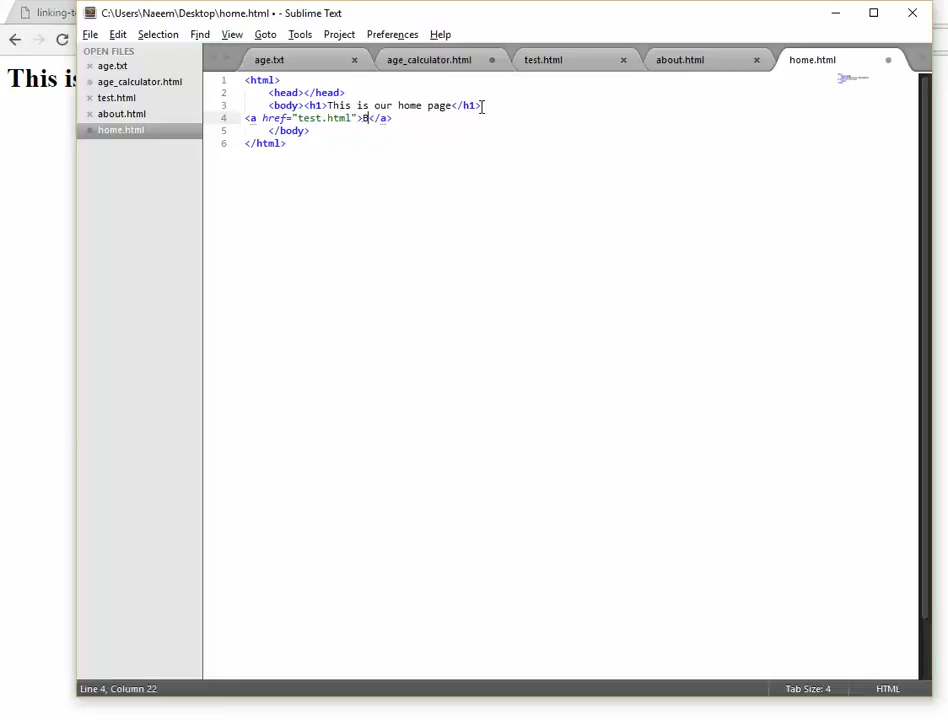 linking-t
C:\Users\Naeem\Desktop\home.html • - Sublime Text
File Edit Selection Find View Goto Tools Project Preferences Help
OPEN FILES
age.txt
age_calculator.html
test.html
about.html
home.html
age.txt age_calculator.html test.html about.html home.html
1 <html>
2 <head></head>
3 <body><h1>This is our home page</h1>
4 <a href="test.html">B</a>
5 </body>
6 </html>
This is
Line 4, Column 22 Tab Size: 4 HTML